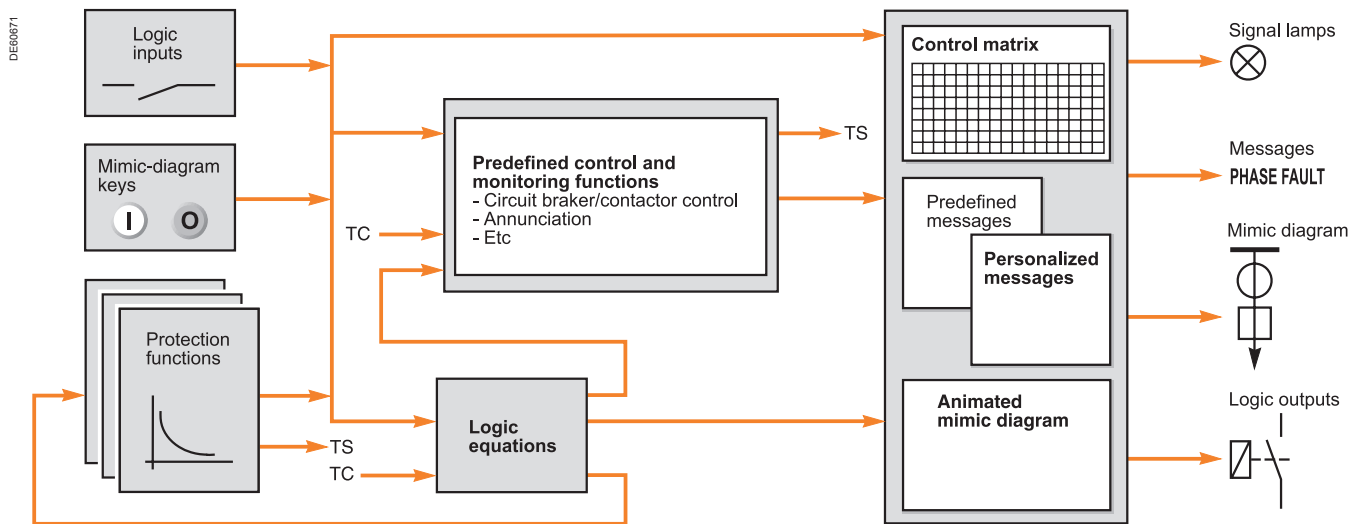 DE60671
Logic
inputs
Mimic-diagram
keys
I O
Protection
functions
TS
TC
Predefined control and
monitoring functions
- Circuit braker/contactor control
- Annunciation
- Etc
TC
TS
Logic
equations
Control matrix
Predefined
messages
Personalized
messages
Animated
mimic diagram
Signal lamps
Messages
PHASE FAULT
Mimic diagram
Logic outputs